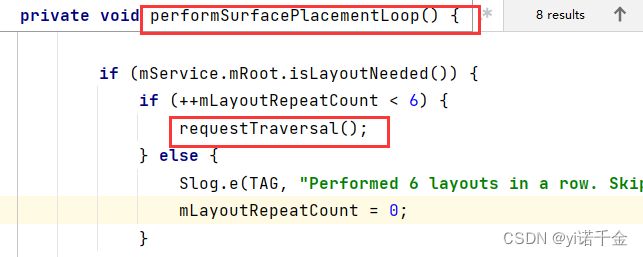 private void performSurfacePlacementLoop() { * 8 results ↑
if (mService.mRoot.isLayoutNeeded()) {
if (++mLayoutRepeatCount < 6) {
requestTraversal();
} else {
Slog.e(TAG, "Performed 6 layouts in a row. Skip
mLayoutRepeatCount = 0;
}
CSDN @yi诺千金